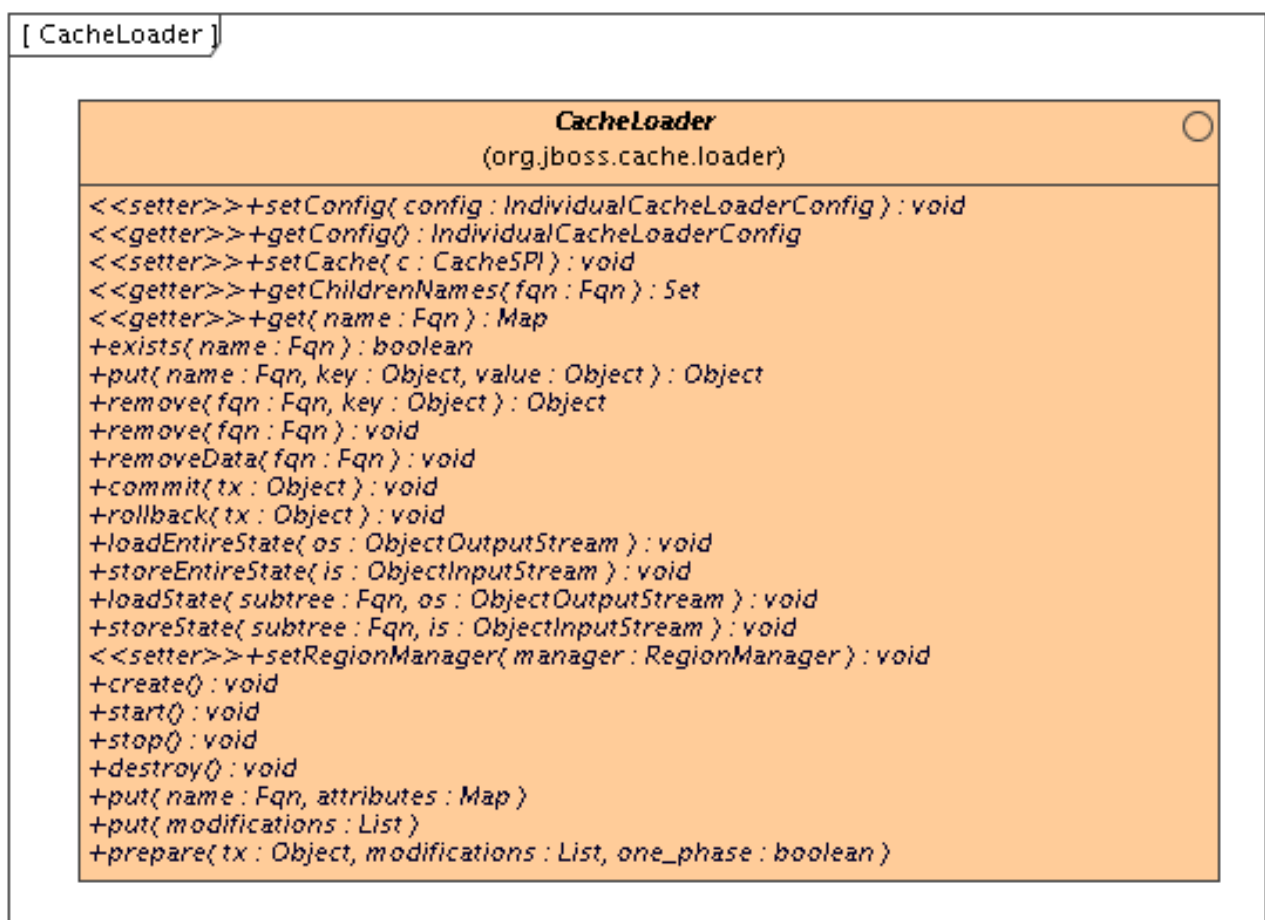 [ CacheLoader ]
CacheLoader
(org.jboss.cache.loader)
<<setter>>+setConfig( config : IndividualCacheLoaderConfig ) : void
<<getter>>+getConfig() : IndividualCacheLoaderConfig
<<setter>>+setCache( c : CacheSPI ) : void
<<getter>>+getChildrenNames( fqn : Fqn ) : Set
<<getter>>+get( name : Fqn ) : Map
+exists( name : Fqn ) : boolean
+put( name : Fqn, key : Object, value : Object ) : Object
+remove( fqn : Fqn, key : Object ) : Object
+remove( fqn : Fqn ) : void
+removeData( fqn : Fqn ) : void
+commit( tx : Object ) : void
+rollback( tx : Object ) : void
+loadEntireState( os : ObjectOutputStream ) : void
+storeEntireState( is : ObjectInputStream ) : void
+loadState( subtree : Fqn, os : ObjectOutputStream ) : void
+storeState( subtree : Fqn, is : ObjectInputStream ) : void
<<setter>>+setRegionManager( manager : RegionManager ) : void
+create() : void
+start() : void
+stop() : void
+destroy() : void
+put( name : Fqn, attributes : Map )
+put( modifications : List )
+prepare( tx : Object, modifications : List, one_phase : boolean )